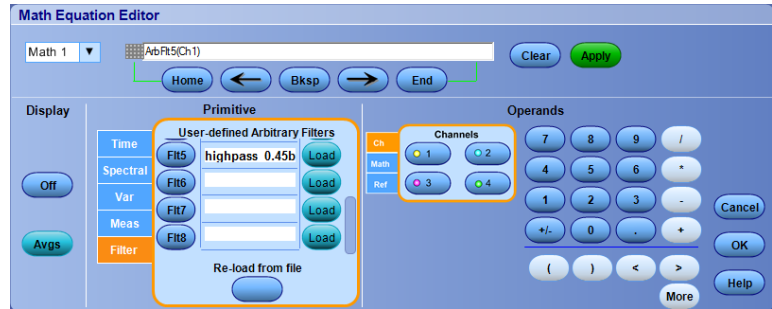 Math Equation Editor
Math 1
ArbFlt5(Ch1)
Clear
Apply
Home
Bksp
End
Display
Primitive
Operands
Off
Avgs
Time
Spectral
Var
Meas
Filter
User-defined Arbitrary Filters
Flt5 highpass_0.45b Load
Flt6 Load
Flt7 Load
Flt8 Load
Re-load from file
Ch
Math
Ref
Channels
1 2
3 4
7 8 9 /
4 5 6 *
1 2 3 -
+/- 0 . +
( ) < >
More
Cancel
OK
Help